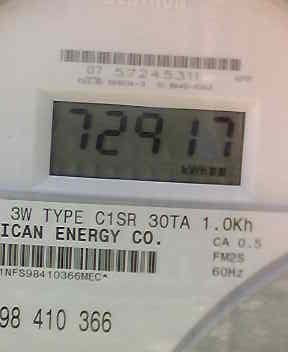 07 57245311
72917
kWh
3W TYPE C1SR 30TA 1.0Kh
ICAN ENERGY CO.
CA 0.5
FM2S
60Hz
1NFS98410366MEC*
98 410 366